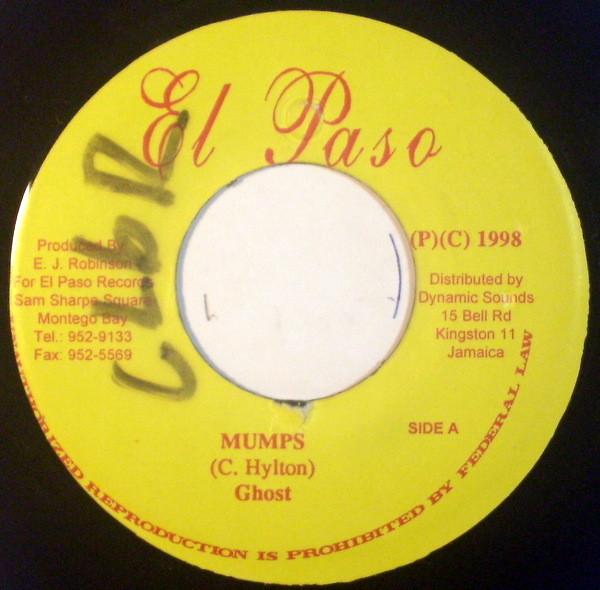 El Paso
Produced By
E. J. Robinson
For El Paso Records
Sam Sharpe Square
Montego Bay
Tel.: 952-9133
Fax: 952-5569
(P)(C) 1998
Distributed by
Dynamic Sounds
15 Bell Rd
Kingston 11
Jamaica
SIDE A
MUMPS
(C. Hylton)
Ghost
REPRODUCTION IS PROHIBITED BY FEDERAL LAW